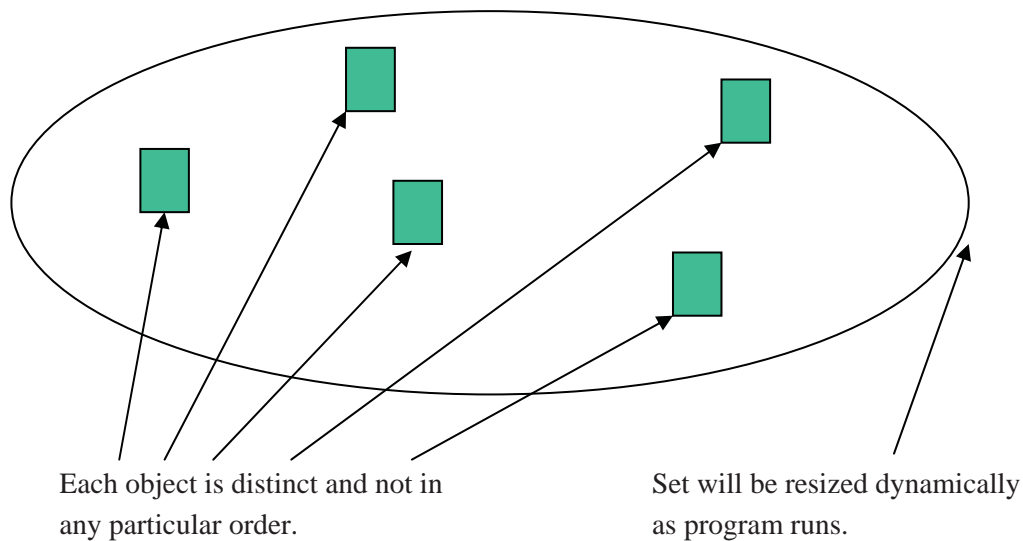 Each object is distinct and not in
any particular order.
Set will be resized dynamically
as program runs.